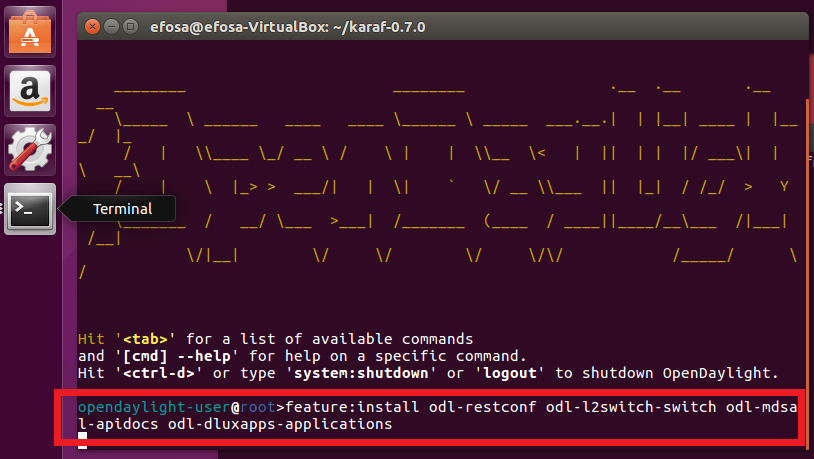 efosa@efosa-VirtualBox: ~/karaf-0.7.0
Terminal
Hit '<tab>' for a list of available commands
and '[cmd] --help' for help on a specific command.
Hit '<ctrl-d>' or type 'system:shutdown' or 'logout' to shutdown OpenDaylight.
opendaylight-user@root>feature:install odl-restconf odl-l2switch-switch odl-mdsa
l-apidocs odl-dluxapps-applications